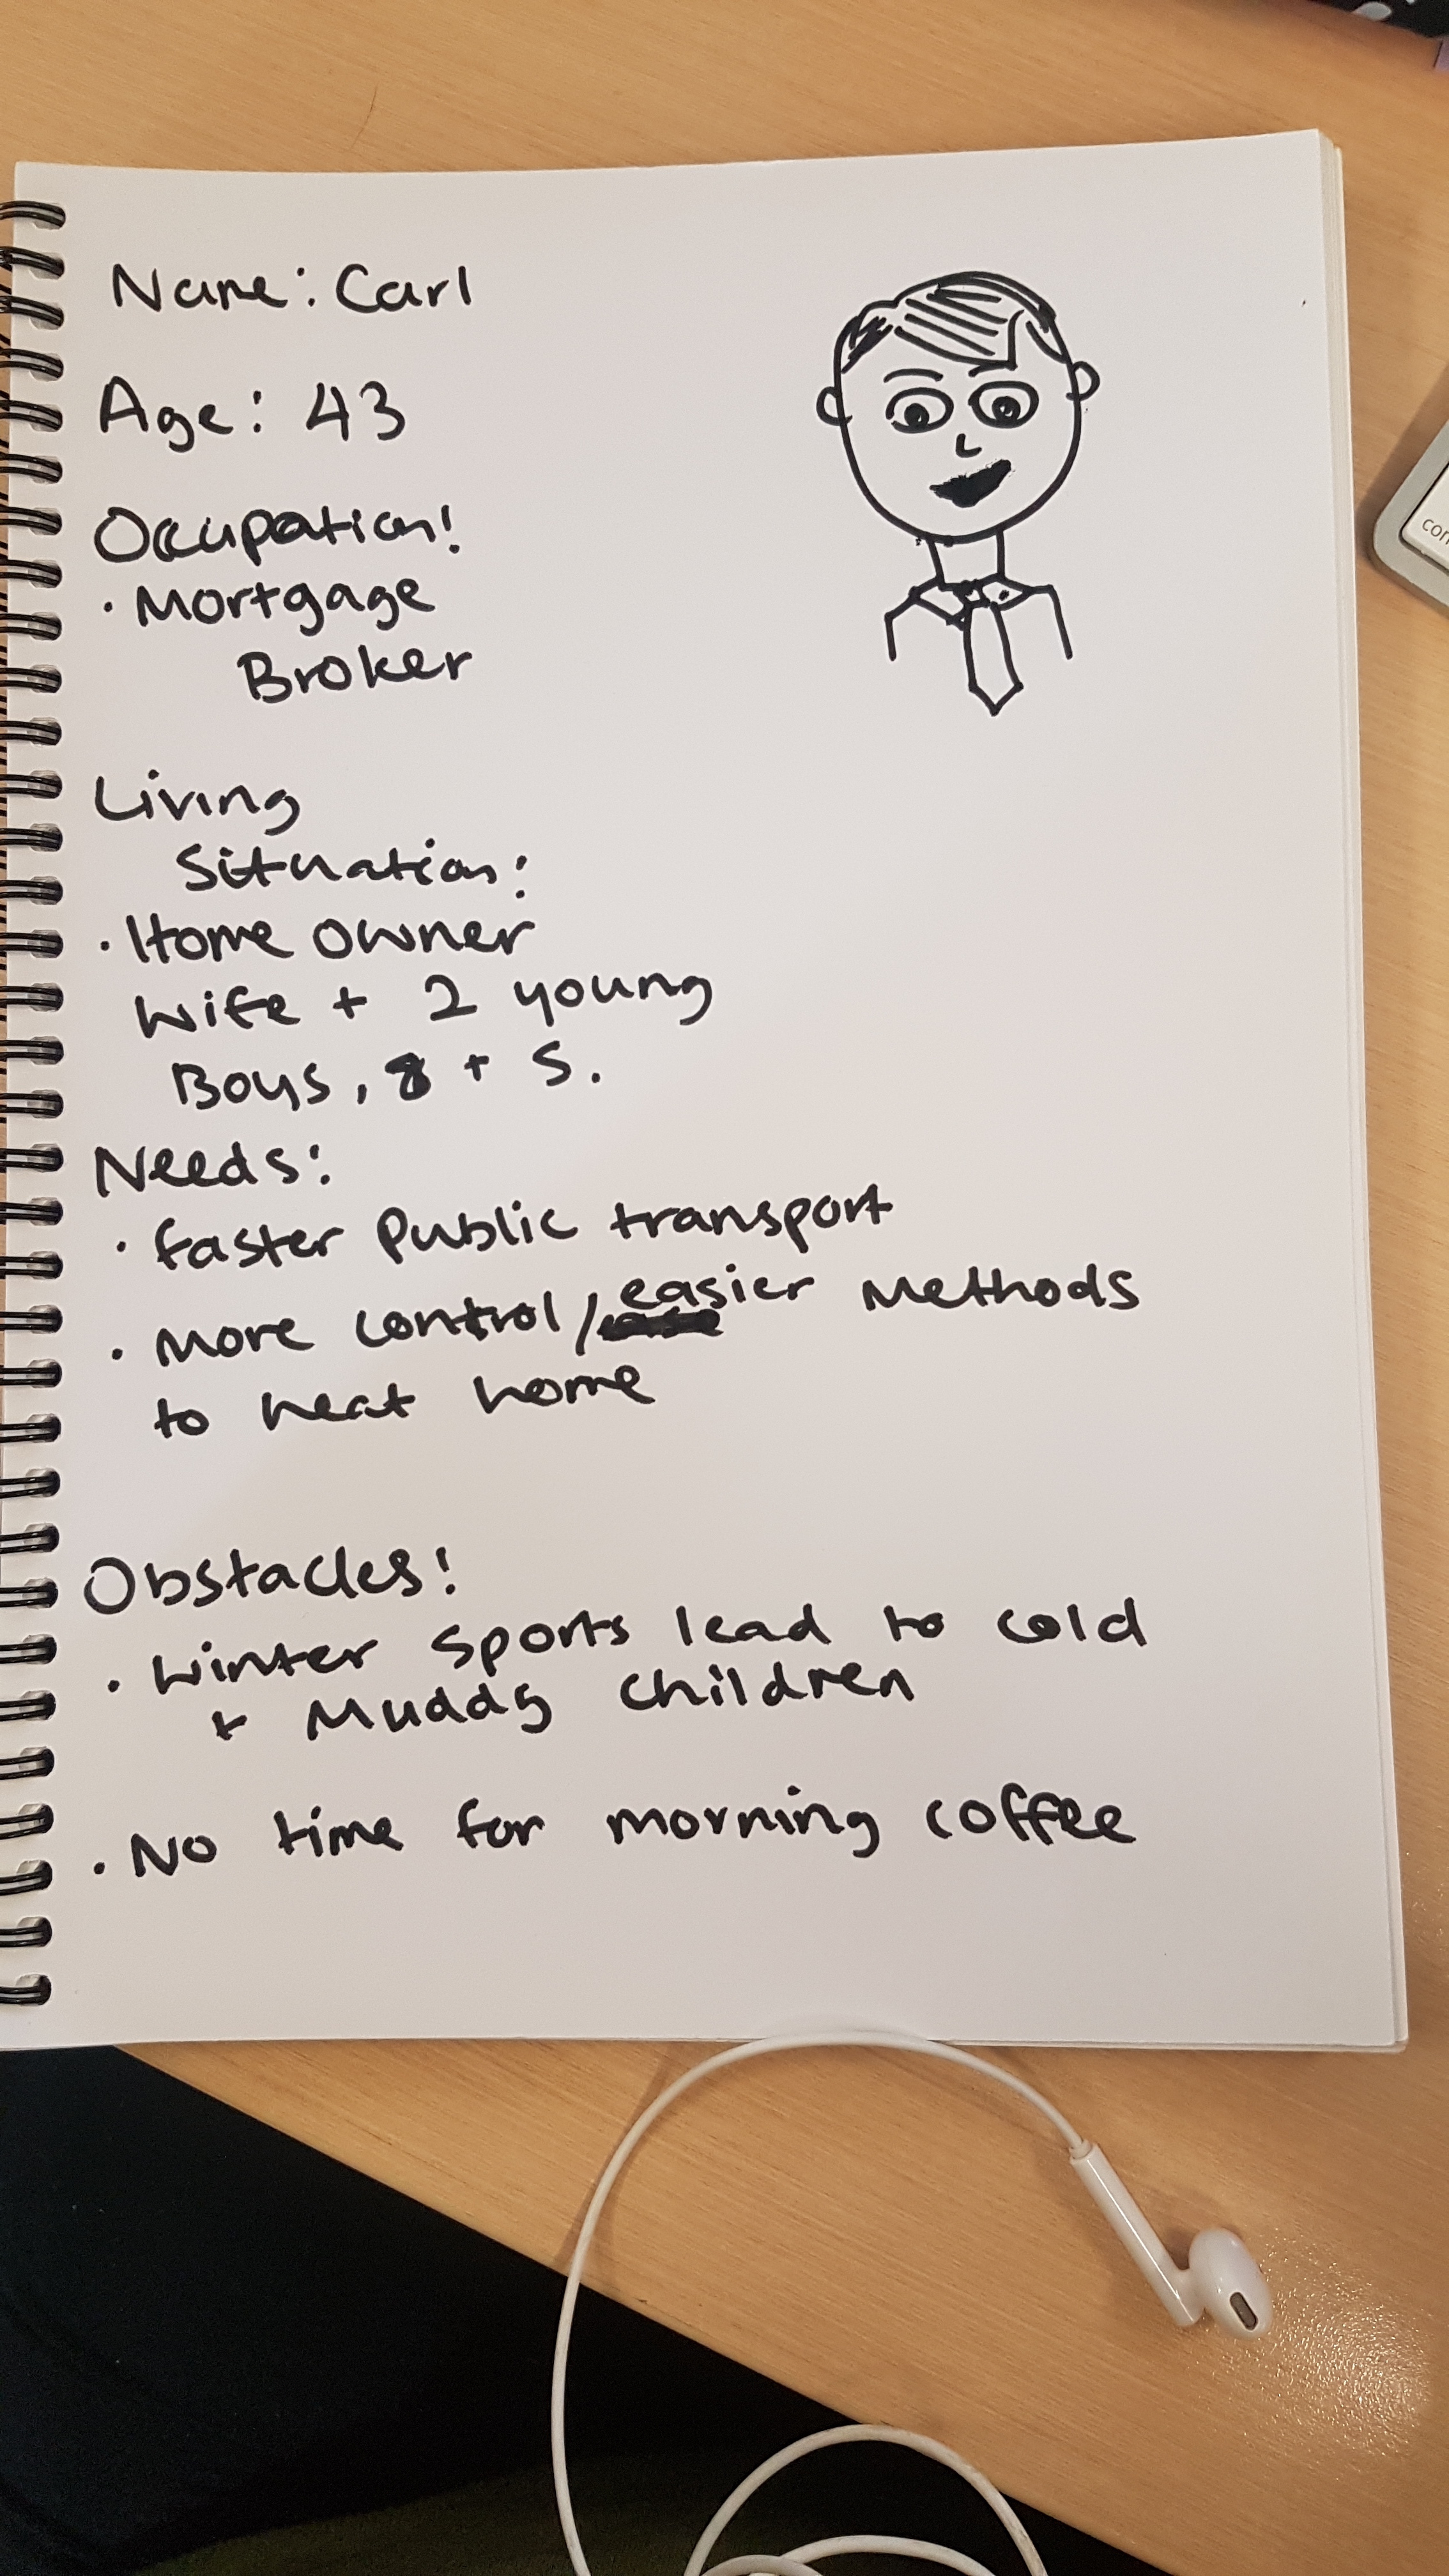 Name: Carl
Age: 43
Occupation:
· Mortgage
Broker
Living
Situation:
· Home owner
Wife + 2 young
Boys, 8 + 5.
Needs:
· faster Public transport
· More control/easier Methods
to heat home
Obstacles:
· Winter sports lead to cold
+ Muddy children
· No time for morning coffee